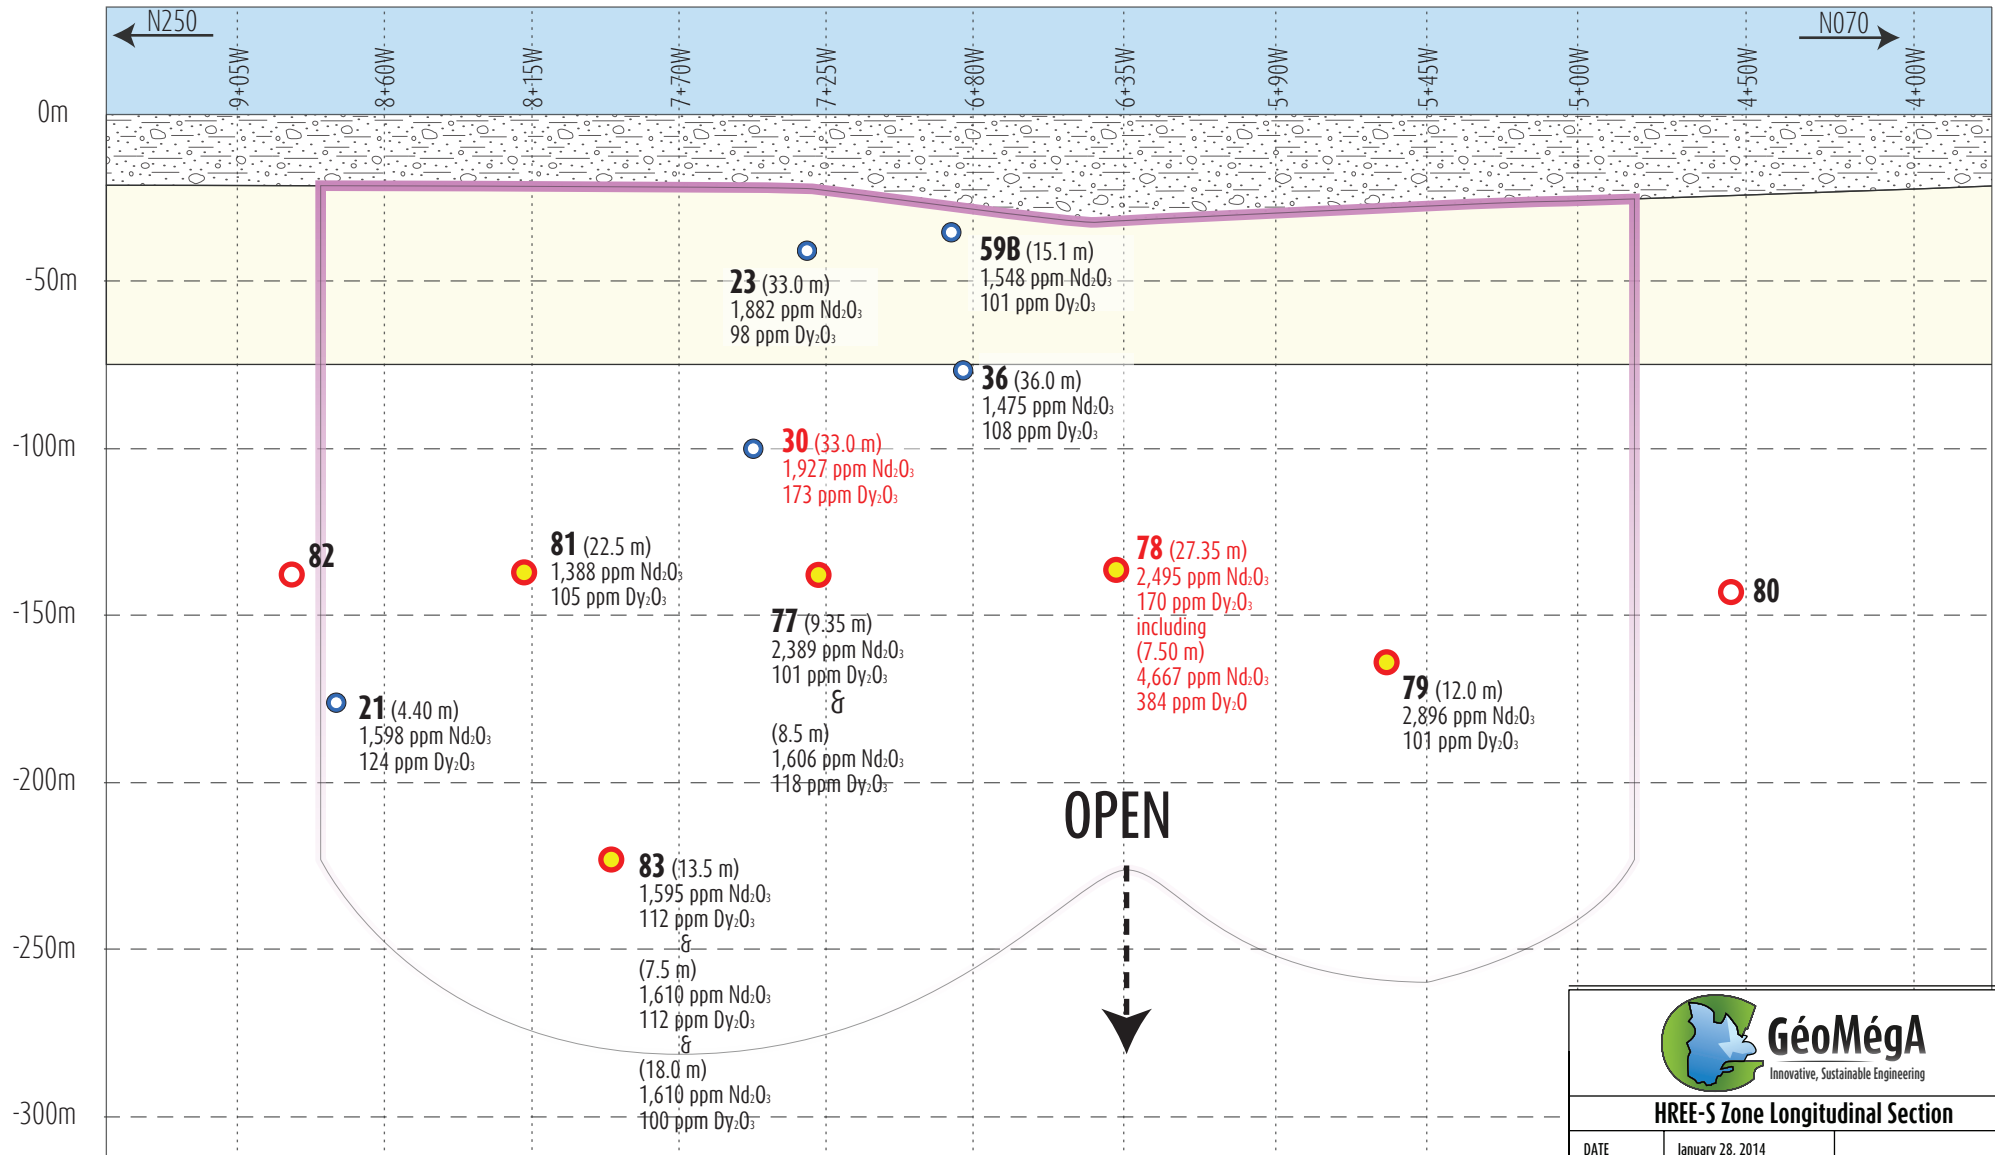 N250
N070
9+05W
8+60W
8+15W
7+70W
7+25W
6+80W
6+35W
5+90W
5+45W
5+00W
4+50W
4+00W
0m
-50m
-100m
-150m
-200m
-250m
-300m
23 (33.0 m)
1,882 ppm Nd₂O₃
98 ppm Dy₂O₃
59B (15.1 m)
1,548 ppm Nd₂O₃
101 ppm Dy₂O₃
36 (36.0 m)
1,475 ppm Nd₂O₃
108 ppm Dy₂O₃
30 (33.0 m)
1,927 ppm Nd₂O₃
173 ppm Dy₂O₃
82
81 (22.5 m)
1,388 ppm Nd₂O₃
105 ppm Dy₂O₃
77 (9.35 m)
2,389 ppm Nd₂O₃
101 ppm Dy₂O₃
&
(8.5 m)
1,606 ppm Nd₂O₃
118 ppm Dy₂O₃
78 (27.35 m)
2,495 ppm Nd₂O₃
170 ppm Dy₂O₃
including
(7.50 m)
4,667 ppm Nd₂O₃
384 ppm Dy₂O
80
79 (12.0 m)
2,896 ppm Nd₂O₃
101 ppm Dy₂O₃
21 (4.40 m)
1,598 ppm Nd₂O₃
124 ppm Dy₂O₃
OPEN
83 (13.5 m)
1,595 ppm Nd₂O₃
112 ppm Dy₂O₃
&
(7.5 m)
1,610 ppm Nd₂O₃
112 ppm Dy₂O₃
&
(18.0 m)
1,610 ppm Nd₂O₃
100 ppm Dy₂O₃
GéoMégA
Innovative, Sustainable Engineering
HREE-S Zone Longitudinal Section
DATE January 28, 2014